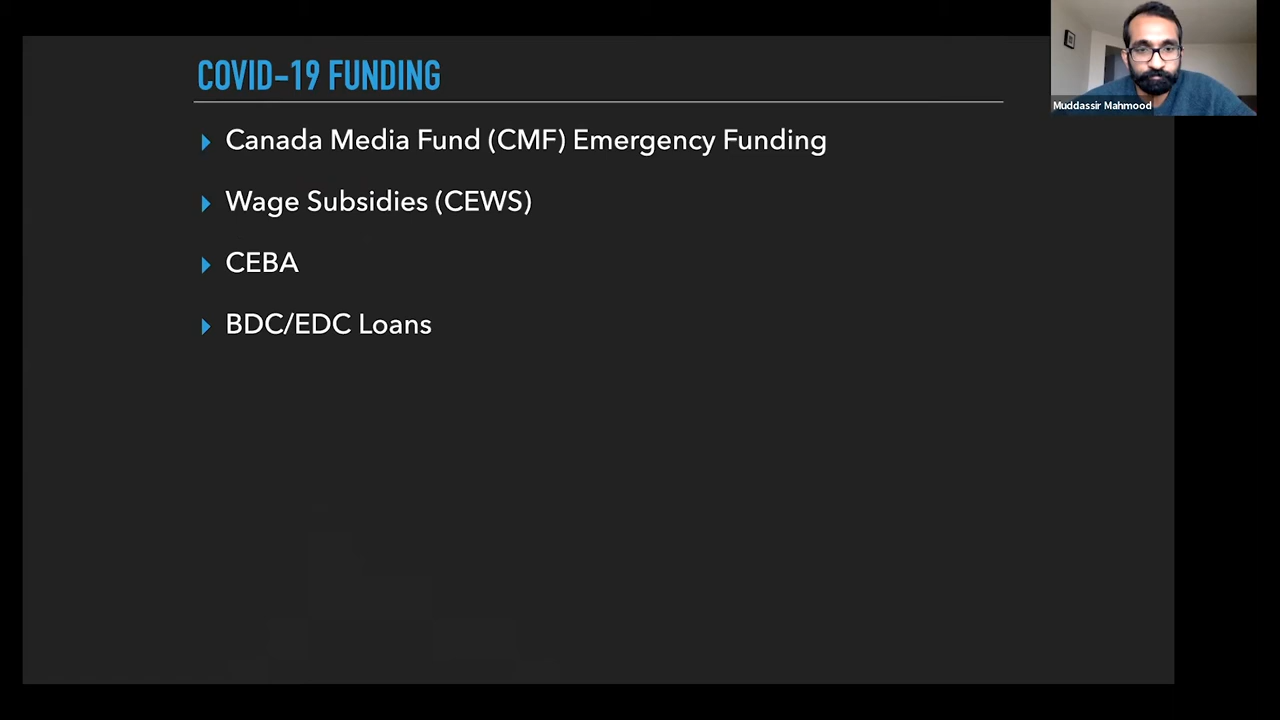 COVID-19 FUNDING
Canada Media Fund (CMF) Emergency Funding
Wage Subsidies (CEWS)
CEBA
BDC/EDC Loans
Muddassir Mahmood